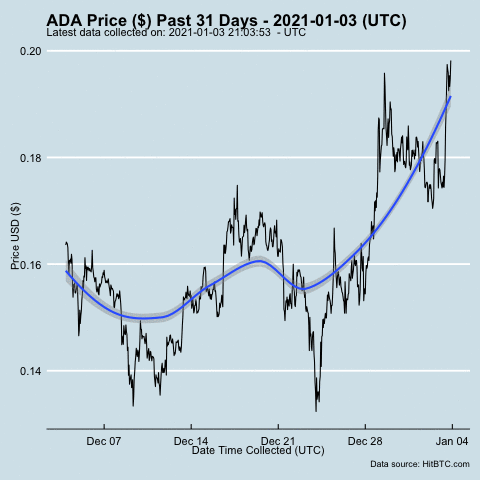 ADA Price ($) Past 31 Days - 2021-01-03 (UTC)
Latest data collected on: 2021-01-03 21:03:53 - UTC
0.20
0.18
0.16
0.14
Price USD ($)
Dec 07 Dec 14 Dec 21 Dec 28 Jan 04
Date Time Collected (UTC)
Data source: HitBTC.com